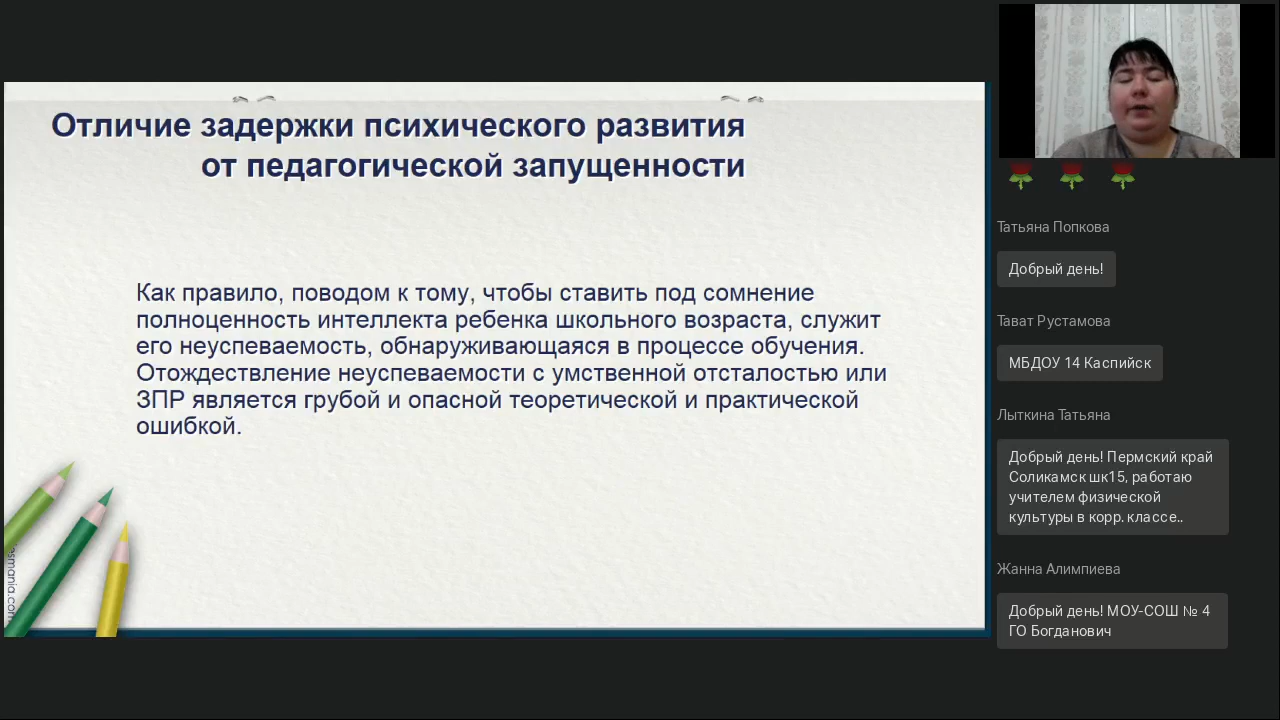 Отличие задержки психического развития
от педагогической запущенности
Как правило, поводом к тому, чтобы ставить под сомнение
полноценность интеллекта ребенка школьного возраста, служит
его неуспеваемость, обнаруживающаяся в процессе обучения.
Отождествление неуспеваемости с умственной отсталостью или
ЗПР является грубой и опасной теоретической и практической
ошибкой.
Татьяна Попкова
Добрый день!
Тават Рустамова
МБДОУ 14 Каспийск
Лыткина Татьяна
Добрый день! Пермский край
Соликамск шк15, работаю
учителем физической
культуры в корр. классе..
Жанна Алимпиева
Добрый день! МОУ-СОШ № 4
ГО Богданович